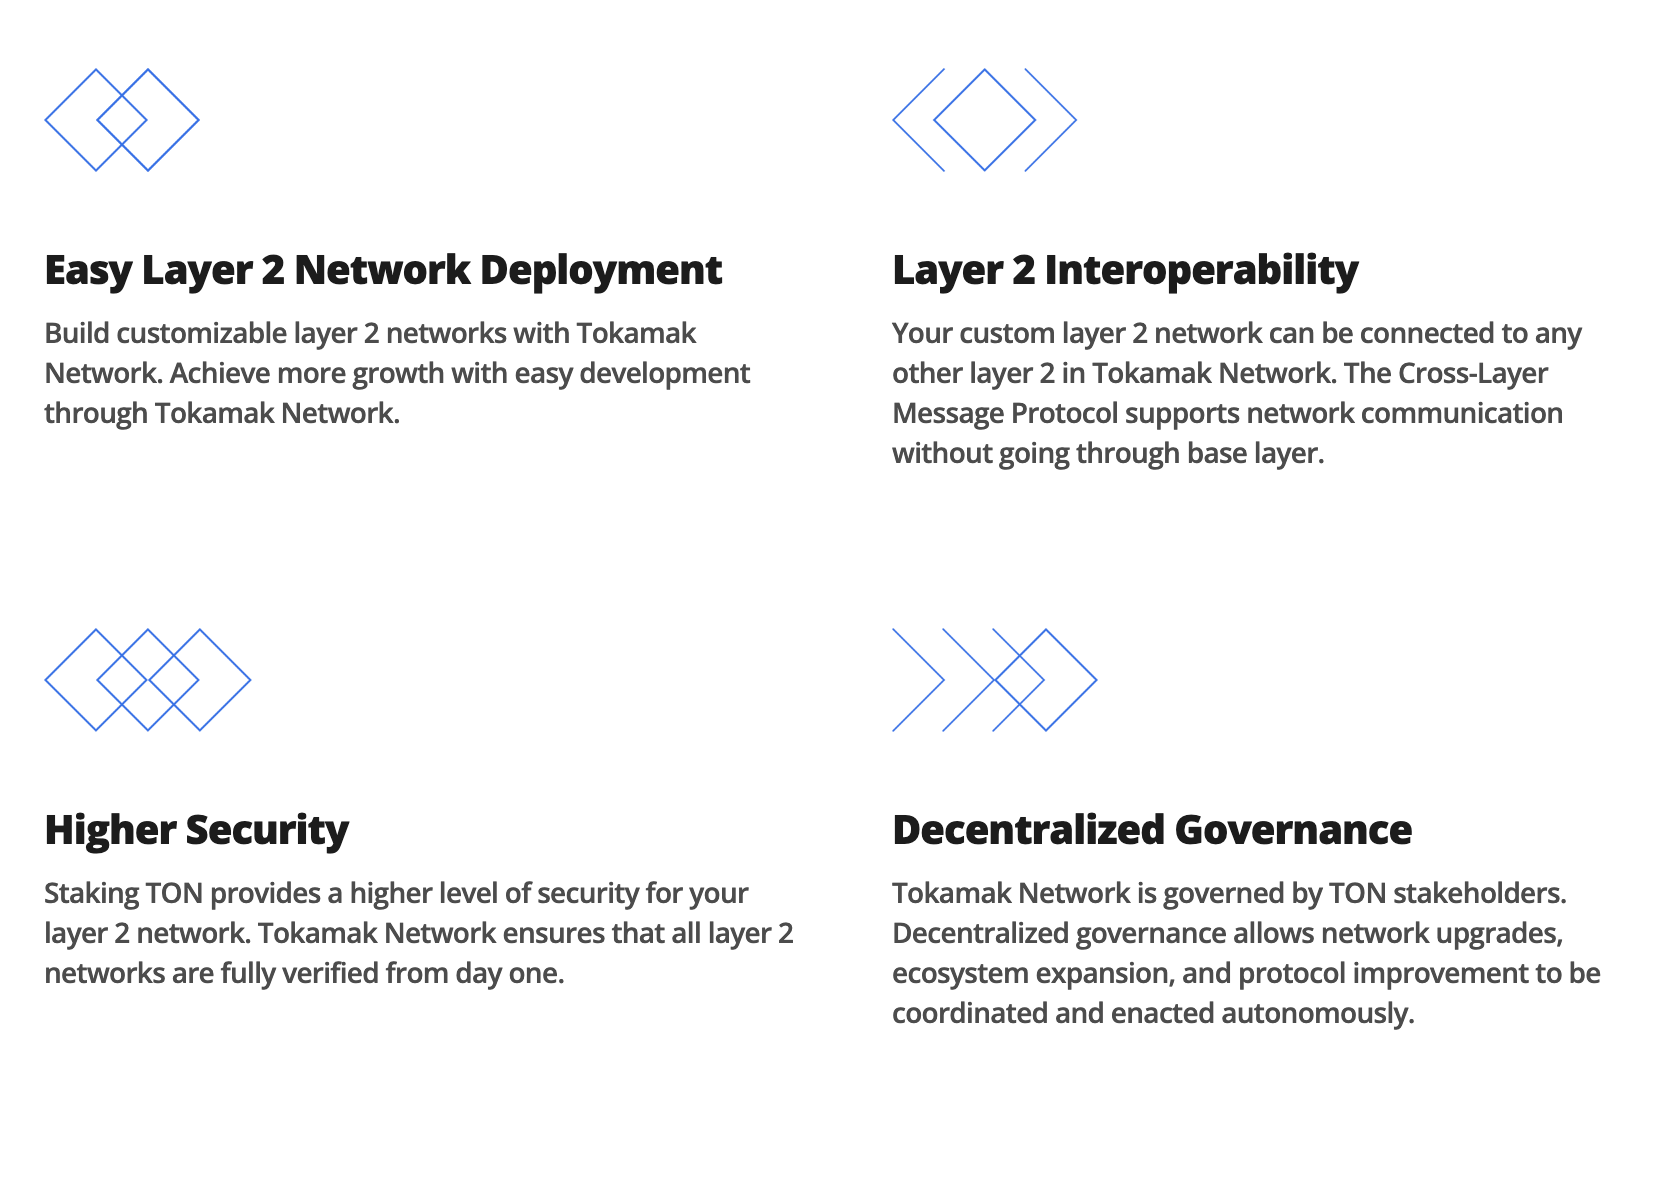 Easy Layer 2 Network Deployment
Build customizable layer 2 networks with Tokamak
Network. Achieve more growth with easy development
through Tokamak Network.
Layer 2 Interoperability
Your custom layer 2 network can be connected to any
other layer 2 in Tokamak Network. The Cross-Layer
Message Protocol supports network communication
without going through base layer.
Higher Security
Staking TON provides a higher level of security for your
layer 2 network. Tokamak Network ensures that all layer 2
networks are fully verified from day one.
Decentralized Governance
Tokamak Network is governed by TON stakeholders.
Decentralized governance allows network upgrades,
ecosystem expansion, and protocol improvement to be
coordinated and enacted autonomously.